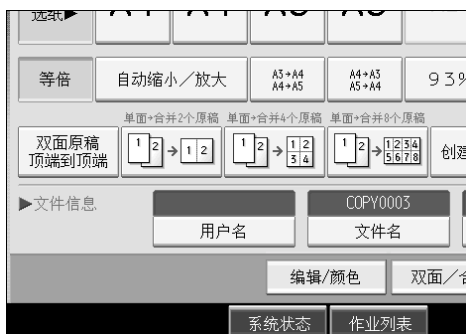 选纸▶
等倍 自动缩小／放大 A3→A4 A4→A5 A4→A3 A5→A4 93%
单面→合并2个原稿 单面→合并4个原稿 单面→合并8个原稿
双面原稿 顶端到顶端 1 2 → 1 2 1 2 → 1 2 3 4 1 2 → 1 2 3 4 5 6 7 8 创建
▶文件信息 COPY0003
用户名 文件名
编辑/颜色 双面／
系统状态 作业列表